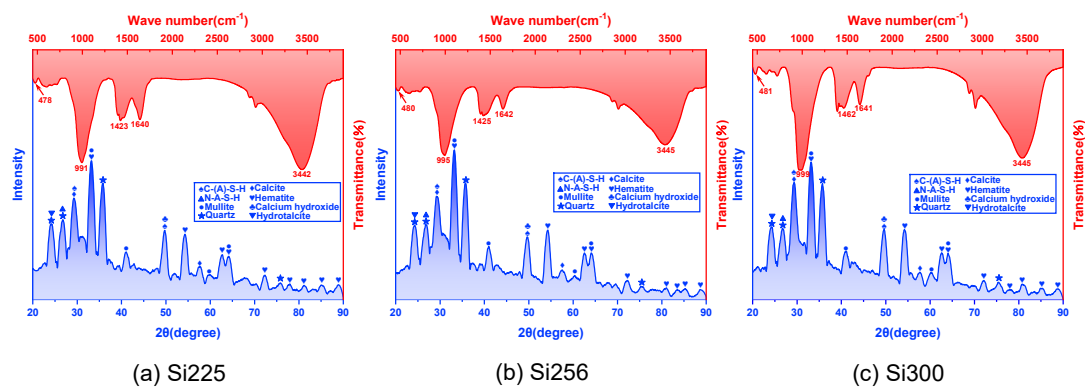 Wave number(cm⁻¹)
500 1000 1500 2000 2500 3000 3500
478
991
1423
1640
3442
Intensity
Transmittance(%)
♠C-(A)-S-H ♦Calcite
▲N-A-S-H ♥Hematite
●Mullite ♣Calcium hydroxide
★Quartz ▼Hydrotalcite
20 30 40 50 60 70 80 90
2θ(degree)
(a) Si225
Wave number(cm⁻¹)
500 1000 1500 2000 2500 3000 3500
480
995
1425
1642
3445
Intensity
Transmittance(%)
♠C-(A)-S-H ♦Calcite
▲N-A-S-H ♥Hematite
●Mullite ♣Calcium hydroxide
★Quartz ▼Hydrotalcite
20 30 40 50 60 70 80 90
2θ(degree)
(b) Si256
Wave number(cm⁻¹)
500 1000 1500 2000 2500 3000 3500
481
999
1462
1641
3445
Intensity
Transmittance(%)
♠C-(A)-S-H ♦Calcite
▲N-A-S-H ♥Hematite
●Mullite ♣Calcium hydroxide
★Quartz ▼Hydrotalcite
20 30 40 50 60 70 80 90
2θ(degree)
(c) Si300